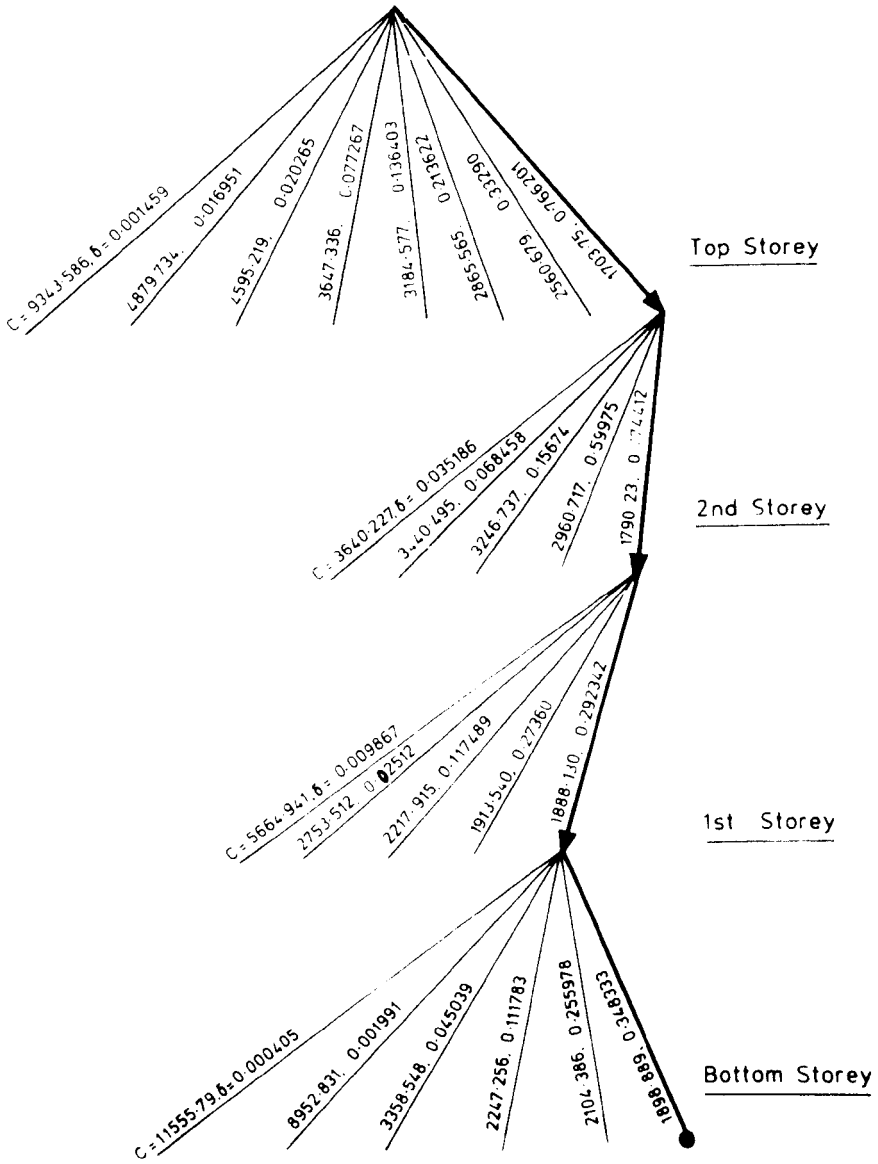 C = 9343·586, δ = 0·001459
4879·734, 0·016951
4595·219, 0·020265
3647·336, 0·077267
3184·577, 0·136403
2865·565, 0·213622
2560·679, 0·33290
1703·75, 0·766201
Top Storey
C = 3640·227, δ = 0·035186
3440·495, 0·068458
3246·737, 0·15674
2960·717, 0·59975
1790·23, 0·
2nd Storey
C = 5664·941, δ = 0·009867
2753·512, 0·02512
2217·915, 0·117489
1913·540, 0·27360
1888·130, 0·292342
1st Storey
C = 11555·79, δ = 0·000405
8952·831, 0·001991
3358·548, 0·045039
2247·256, 0·111783
2104·386, 0·255978
1898·889, 0·348333
Bottom Storey